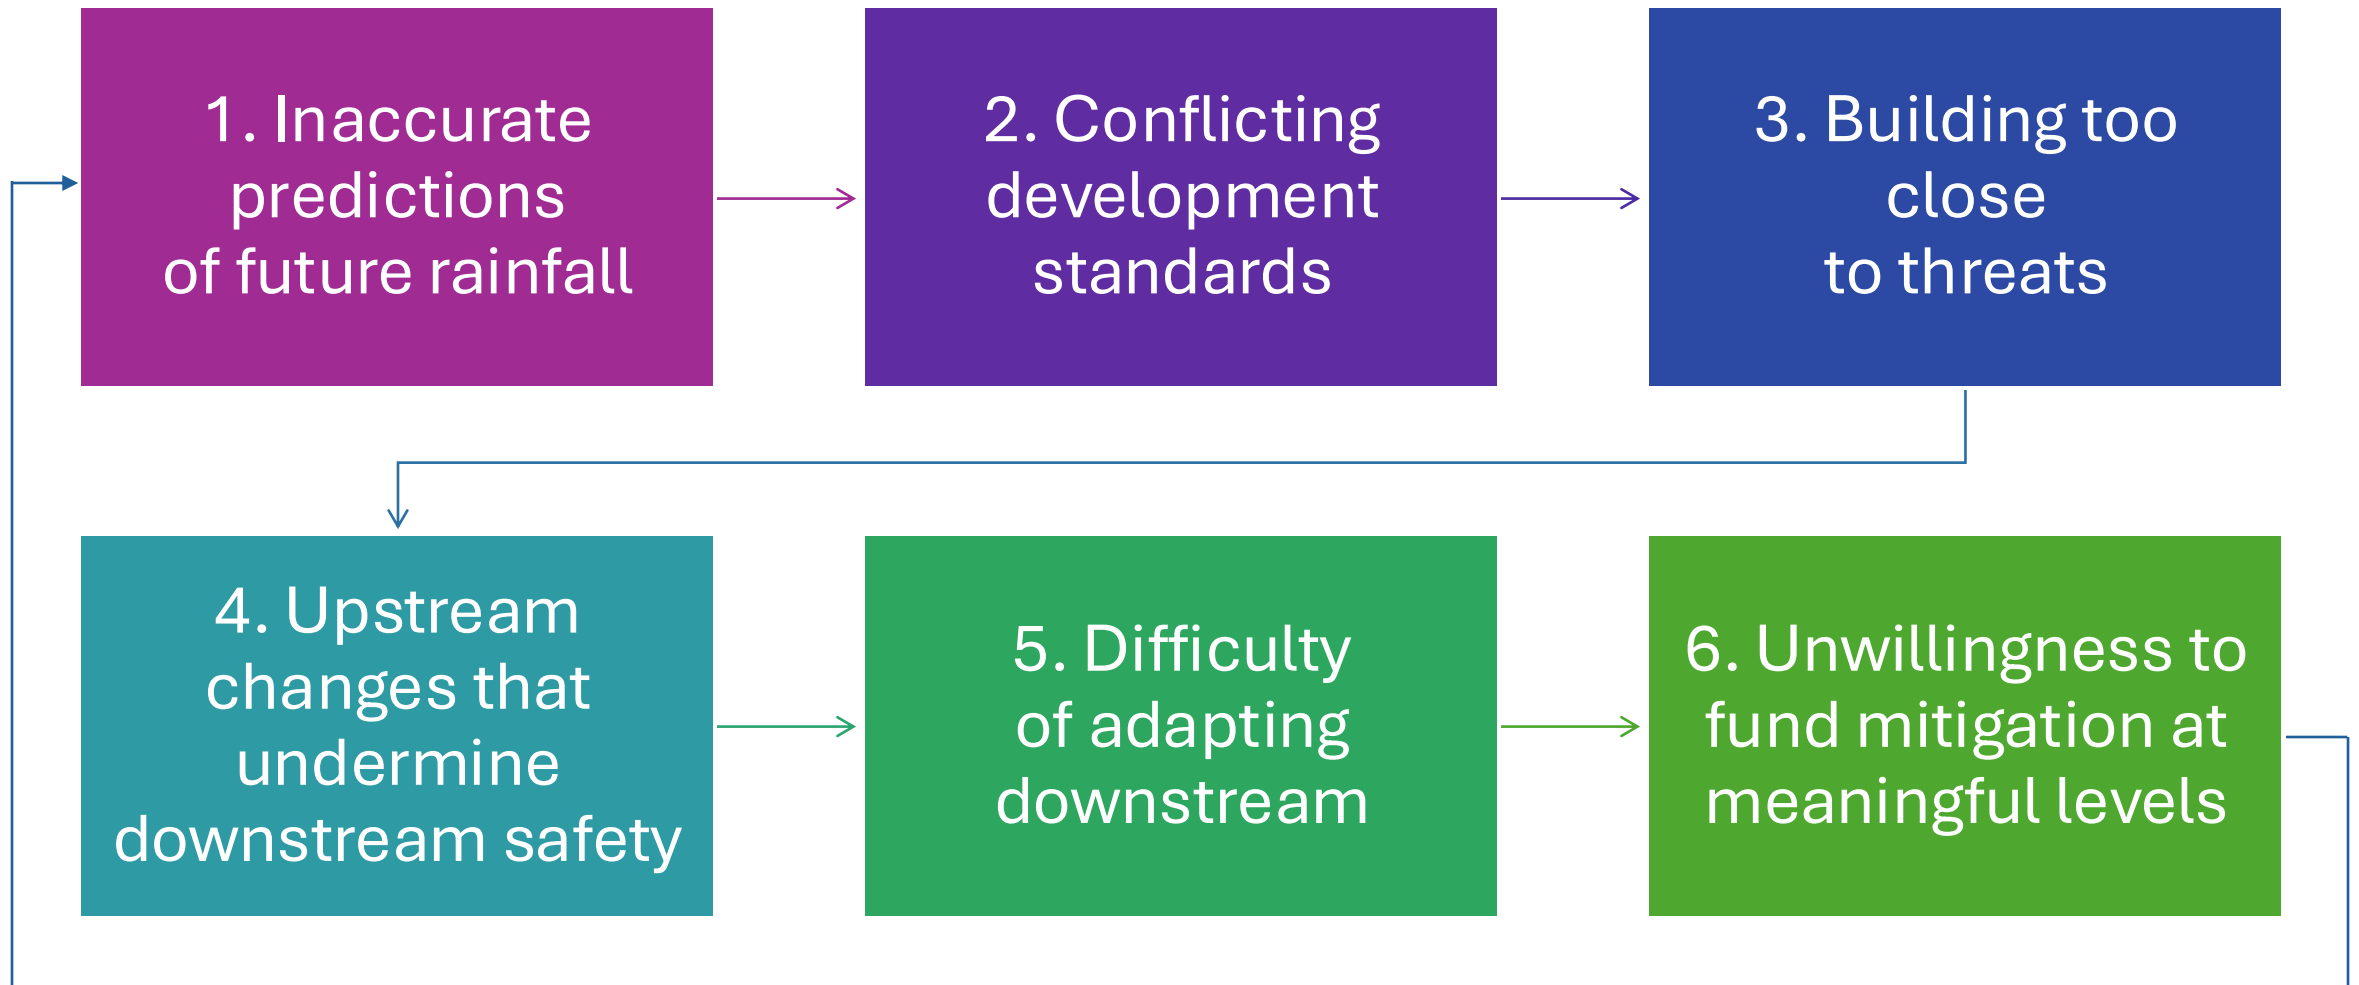 1. Inaccurate
predictions
of future rainfall
2. Conflicting
development
standards
3. Building too
close
to threats
4. Upstream
changes that
undermine
downstream safety
5. Difficulty
of adapting
downstream
6. Unwillingness to
fund mitigation at
meaningful levels